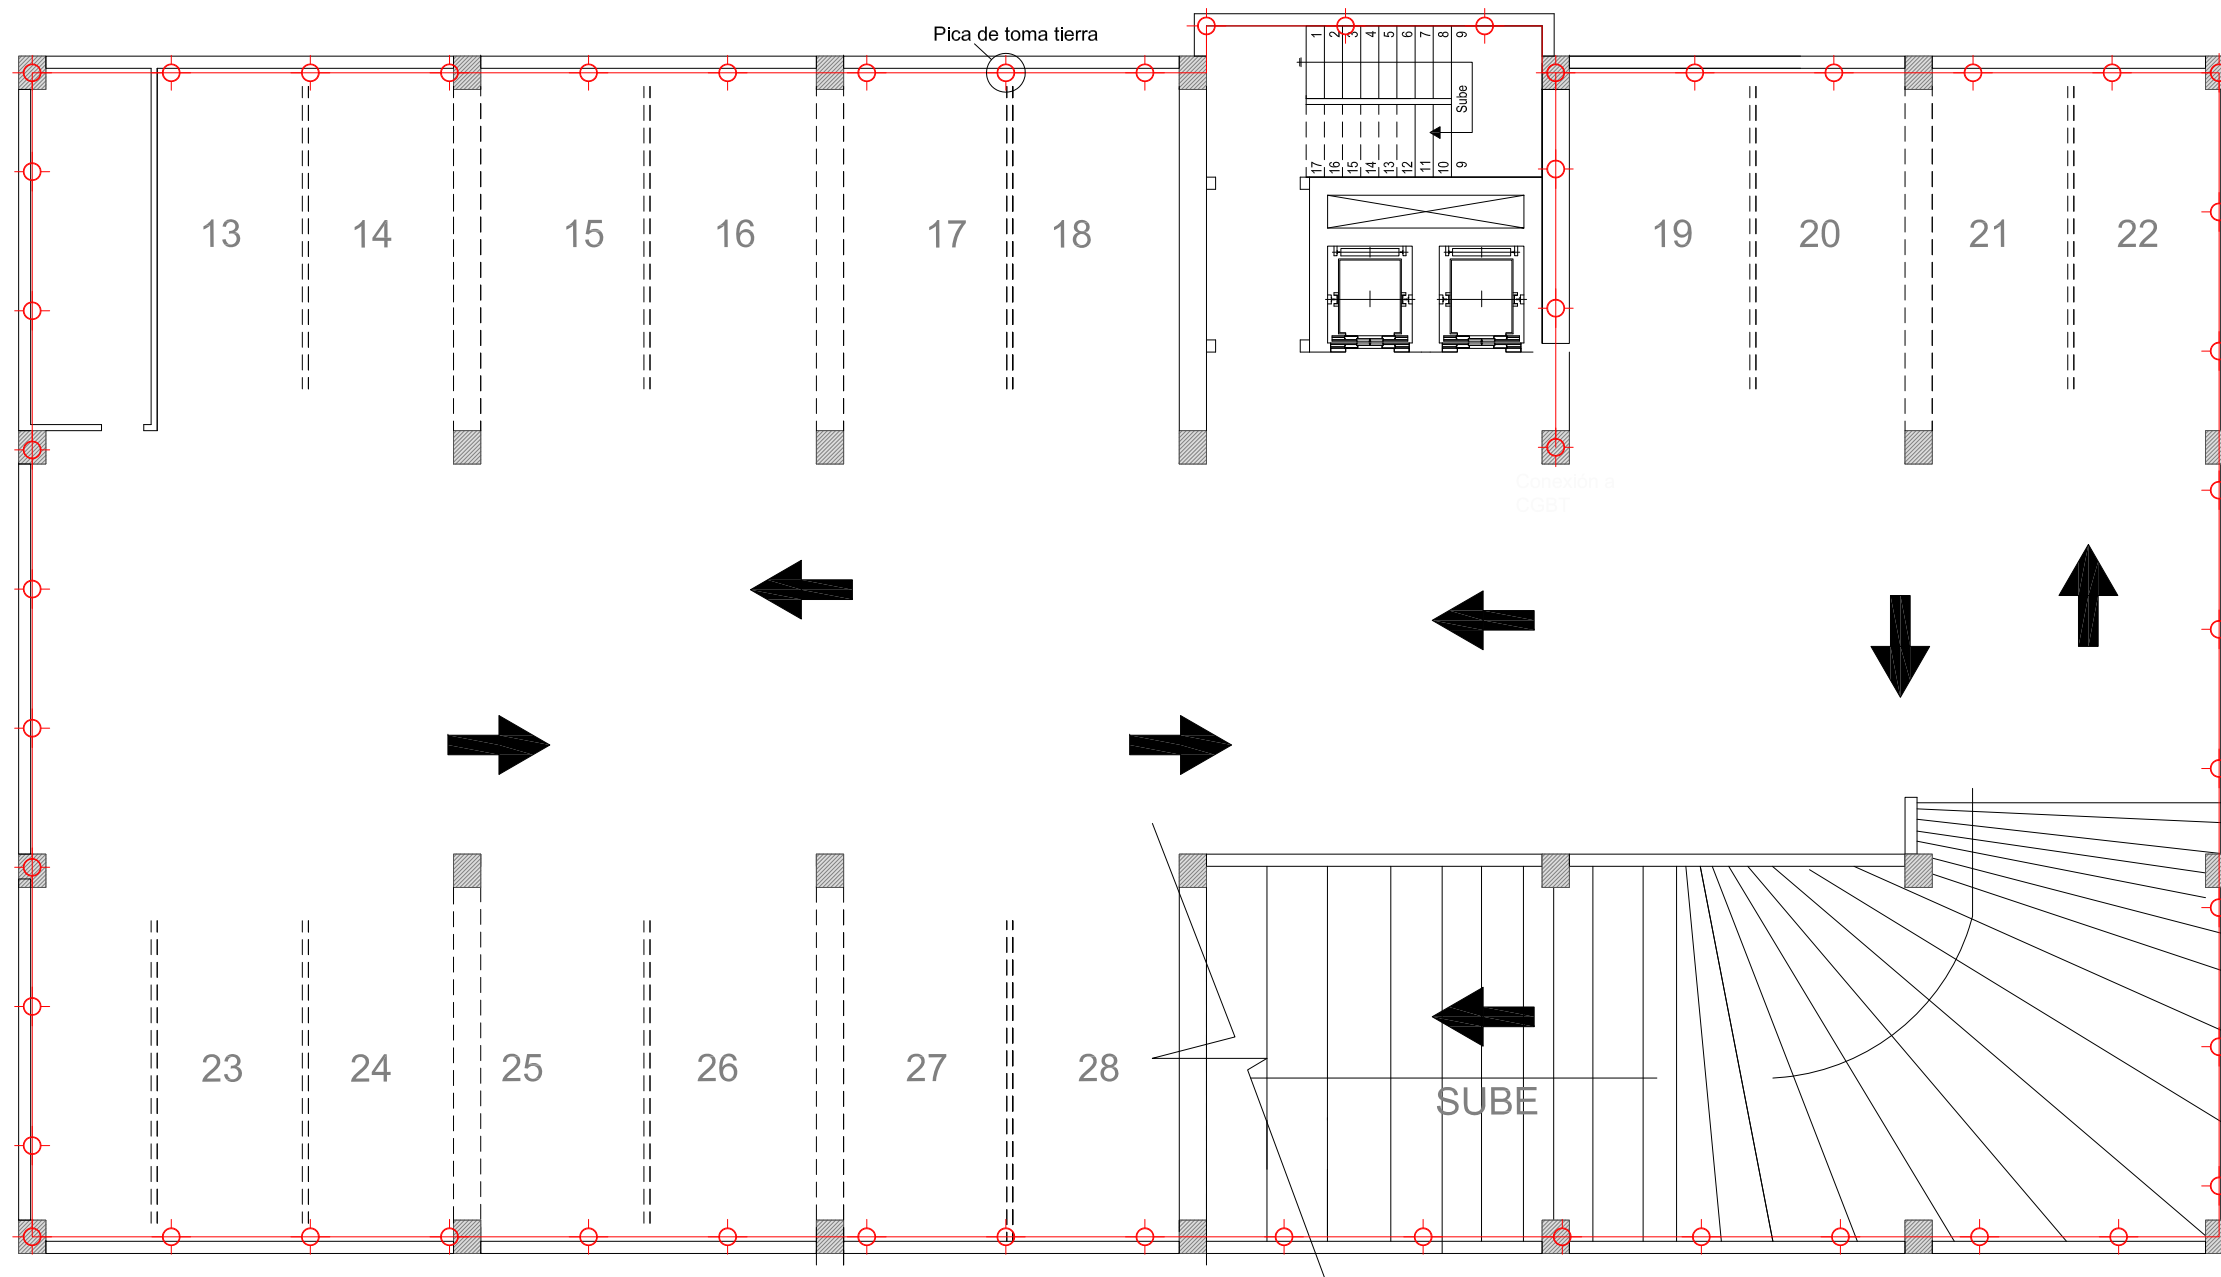 Pica de toma tierra
1 2 3 4 5 6 7 8 9
Sube
17 16 15 14 13 12 11 10 9
13 14 15 16 17 18 19 20 21 22
Conexión a
CGBT
23 24 25 26 27 28
SUBE